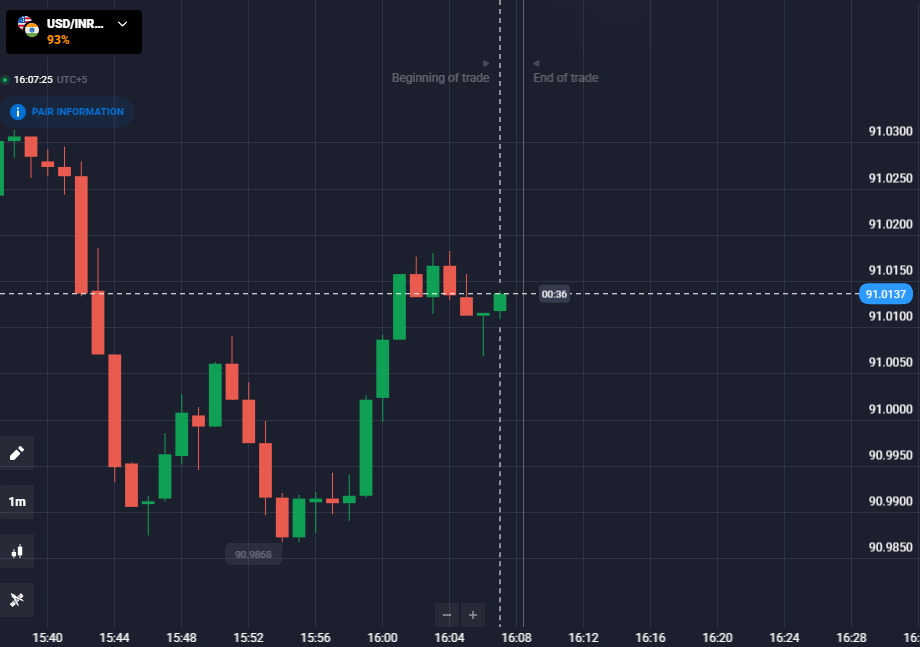 USD/INR...
93%
16:07:25 UTC+5
Beginning of trade
End of trade
PAIR INFORMATION
91.0300
91.0250
91.0200
91.0150
00:36
91.0137
91.0100
91.0050
91.0000
90.9950
90.9900
1m
90.9868
90.9850
15:40 15:44 15:48 15:52 15:56 16:00 16:04 16:08 16:12 16:16 16:20 16:24 16:28 16: